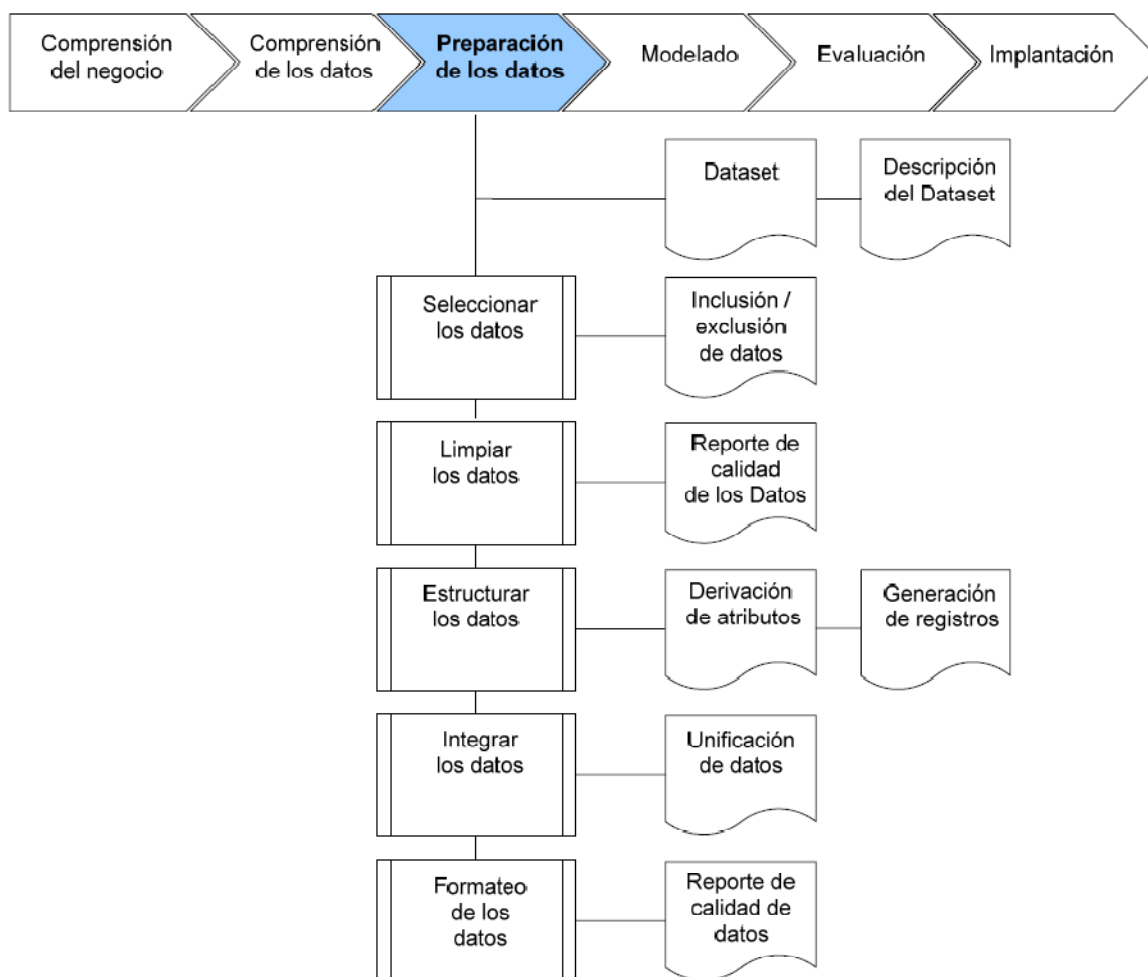 Comprensión
del negocio
Comprensión
de los datos
Preparación
de los datos
Modelado
Evaluación
Implantación
Dataset
Descripción
del Dataset
Seleccionar
los datos
Inclusión /
exclusión
de datos
Limpiar
los datos
Reporte de
calidad
de los Datos
Estructurar
los datos
Derivación
de atributos
Generación
de registros
Integrar
los datos
Unificación
de datos
Formateo
de los
datos
Reporte de
calidad de
datos